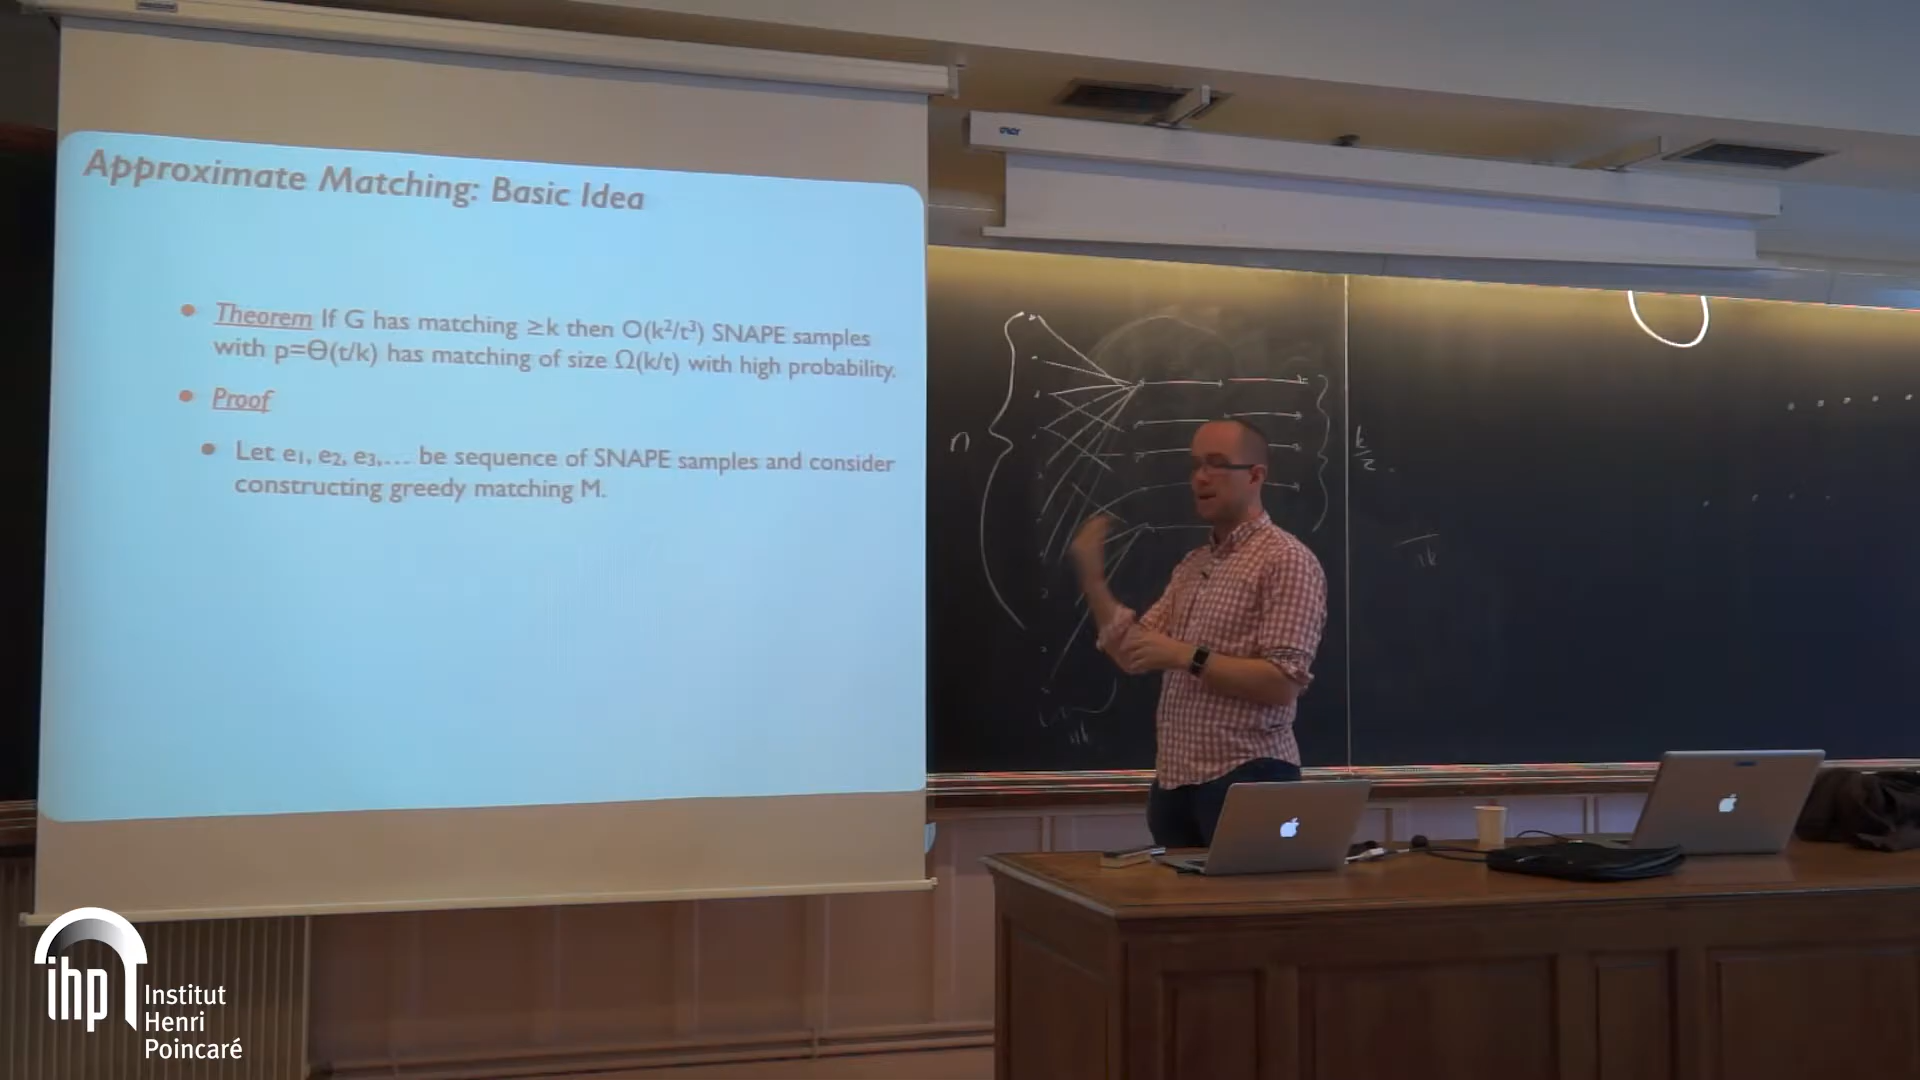 Approximate Matching: Basic Idea
Theorem If G has matching ≥k then O(k²/t³) SNAPE samples
with p=Θ(t/k) has matching of size Ω(k/t) with high probability.
Proof
Let e₁, e₂, e₃,… be sequence of SNAPE samples and consider
constructing greedy matching M.
n
k
2
ihp
Institut
Henri
Poincaré